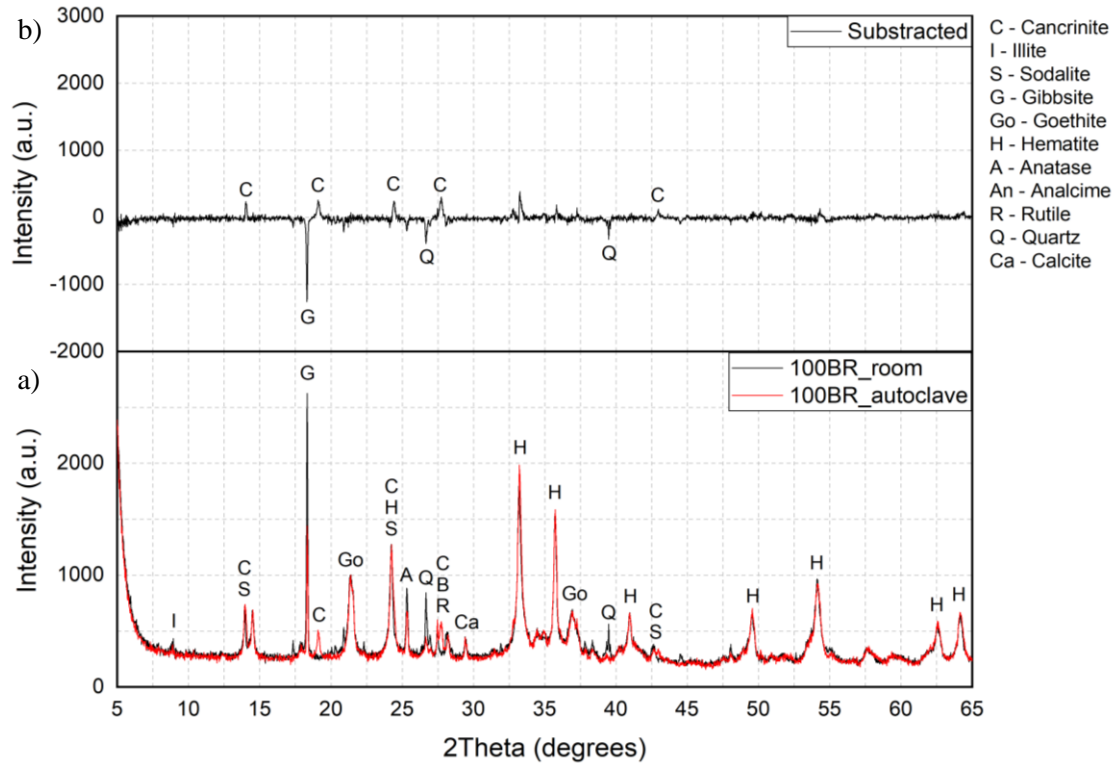 b)
Intensity (a.u.)
3000
2000
1000
0
-1000
-2000
Substracted
C
C
C
C
C
G
Q
Q
C - Cancrinite
I - Illite
S - Sodalite
G - Gibbsite
Go - Goethite
H - Hematite
A - Anatase
An - Analcime
R - Rutile
Q - Quartz
Ca - Calcite
a)
Intensity (a.u.)
2000
1000
0
100BR_room
100BR_autoclave
I
C
S
G
C
Go
C
H
S
A
Q
C
B
R
Ca
H
H
Go
Q
H
C
S
H
H
H
H
5 10 15 20 25 30 35 40 45 50 55 60 65
2Theta (degrees)